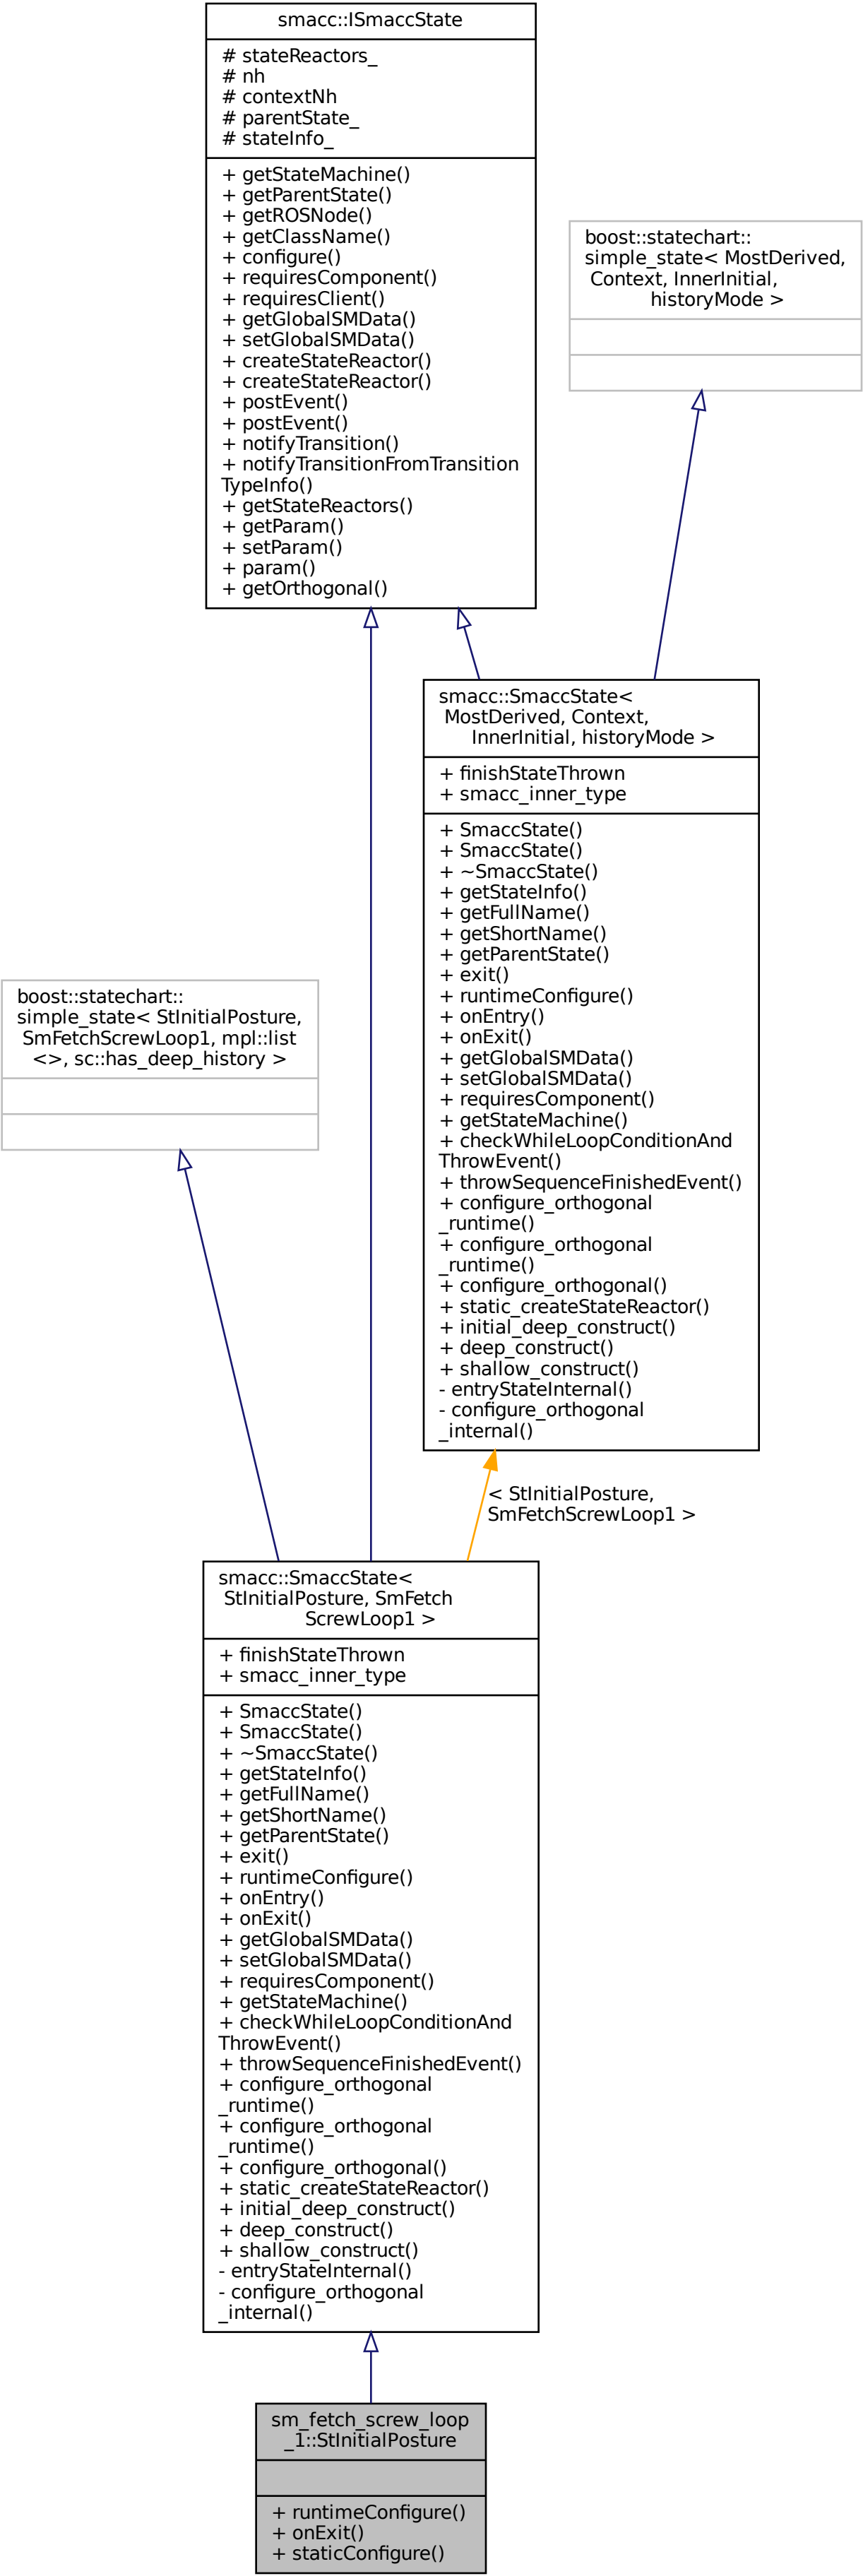 smacc::ISmaccState
# stateReactors_
# nh
# contextNh
# parentState_
# stateInfo_
+ getStateMachine()
+ getParentState()
+ getROSNode()
+ getClassName()
+ configure()
+ requiresComponent()
+ requiresClient()
+ getGlobalSMData()
+ setGlobalSMData()
+ createStateReactor()
+ createStateReactor()
+ postEvent()
+ postEvent()
+ notifyTransition()
+ notifyTransitionFromTransition
TypeInfo()
+ getStateReactors()
+ getParam()
+ setParam()
+ param()
+ getOrthogonal()
boost::statechart::
simple_state< MostDerived,
Context, InnerInitial,
historyMode >
smacc::SmaccState<
MostDerived, Context,
InnerInitial, historyMode >
+ finishStateThrown
+ smacc_inner_type
+ SmaccState()
+ SmaccState()
+ ~SmaccState()
+ getStateInfo()
+ getFullName()
+ getShortName()
+ getParentState()
+ exit()
+ runtimeConfigure()
+ onEntry()
+ onExit()
+ getGlobalSMData()
+ setGlobalSMData()
+ requiresComponent()
+ getStateMachine()
+ checkWhileLoopConditionAnd
ThrowEvent()
+ throwSequenceFinishedEvent()
+ configure_orthogonal
_runtime()
+ configure_orthogonal
_runtime()
+ configure_orthogonal()
+ static_createStateReactor()
+ initial_deep_construct()
+ deep_construct()
+ shallow_construct()
- entryStateInternal()
- configure_orthogonal
_internal()
boost::statechart::
simple_state< StInitialPosture,
SmFetchScrewLoop1, mpl::list
<>, sc::has_deep_history >
< StInitialPosture,
SmFetchScrewLoop1 >
smacc::SmaccState<
StInitialPosture, SmFetch
ScrewLoop1 >
+ finishStateThrown
+ smacc_inner_type
+ SmaccState()
+ SmaccState()
+ ~SmaccState()
+ getStateInfo()
+ getFullName()
+ getShortName()
+ getParentState()
+ exit()
+ runtimeConfigure()
+ onEntry()
+ onExit()
+ getGlobalSMData()
+ setGlobalSMData()
+ requiresComponent()
+ getStateMachine()
+ checkWhileLoopConditionAnd
ThrowEvent()
+ throwSequenceFinishedEvent()
+ configure_orthogonal
_runtime()
+ configure_orthogonal
_runtime()
+ configure_orthogonal()
+ static_createStateReactor()
+ initial_deep_construct()
+ deep_construct()
+ shallow_construct()
- entryStateInternal()
- configure_orthogonal
_internal()
sm_fetch_screw_loop
_1::StInitialPosture
+ runtimeConfigure()
+ onExit()
+ staticConfigure()